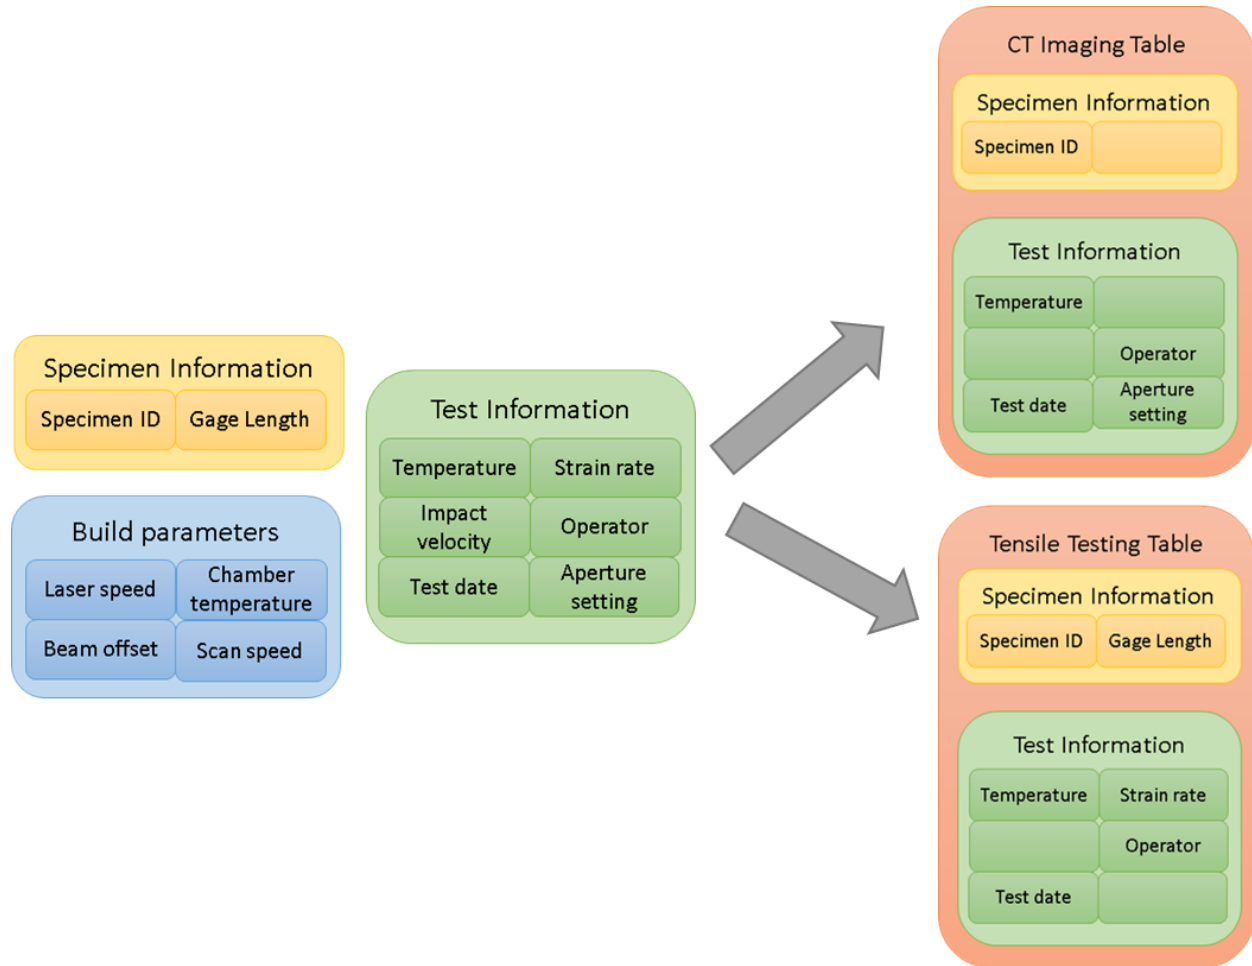 Specimen Information
Specimen ID
Gage Length
Build parameters
Laser speed
Chamber
temperature
Beam offset
Scan speed
Test Information
Temperature
Strain rate
Impact
velocity
Operator
Test date
Aperture
setting
CT Imaging Table
Specimen Information
Specimen ID
Test Information
Temperature
Operator
Test date
Aperture
setting
Tensile Testing Table
Specimen Information
Specimen ID
Gage Length
Test Information
Temperature
Strain rate
Operator
Test date